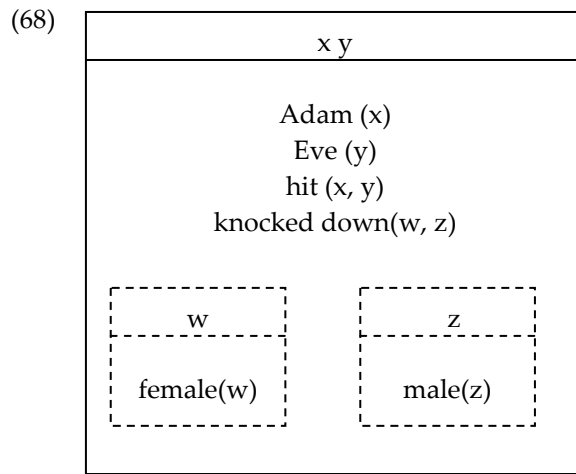 (68)
x y
Adam (x)
Eve (y)
hit (x, y)
knocked down(w, z)
w z
female(w) male(z)